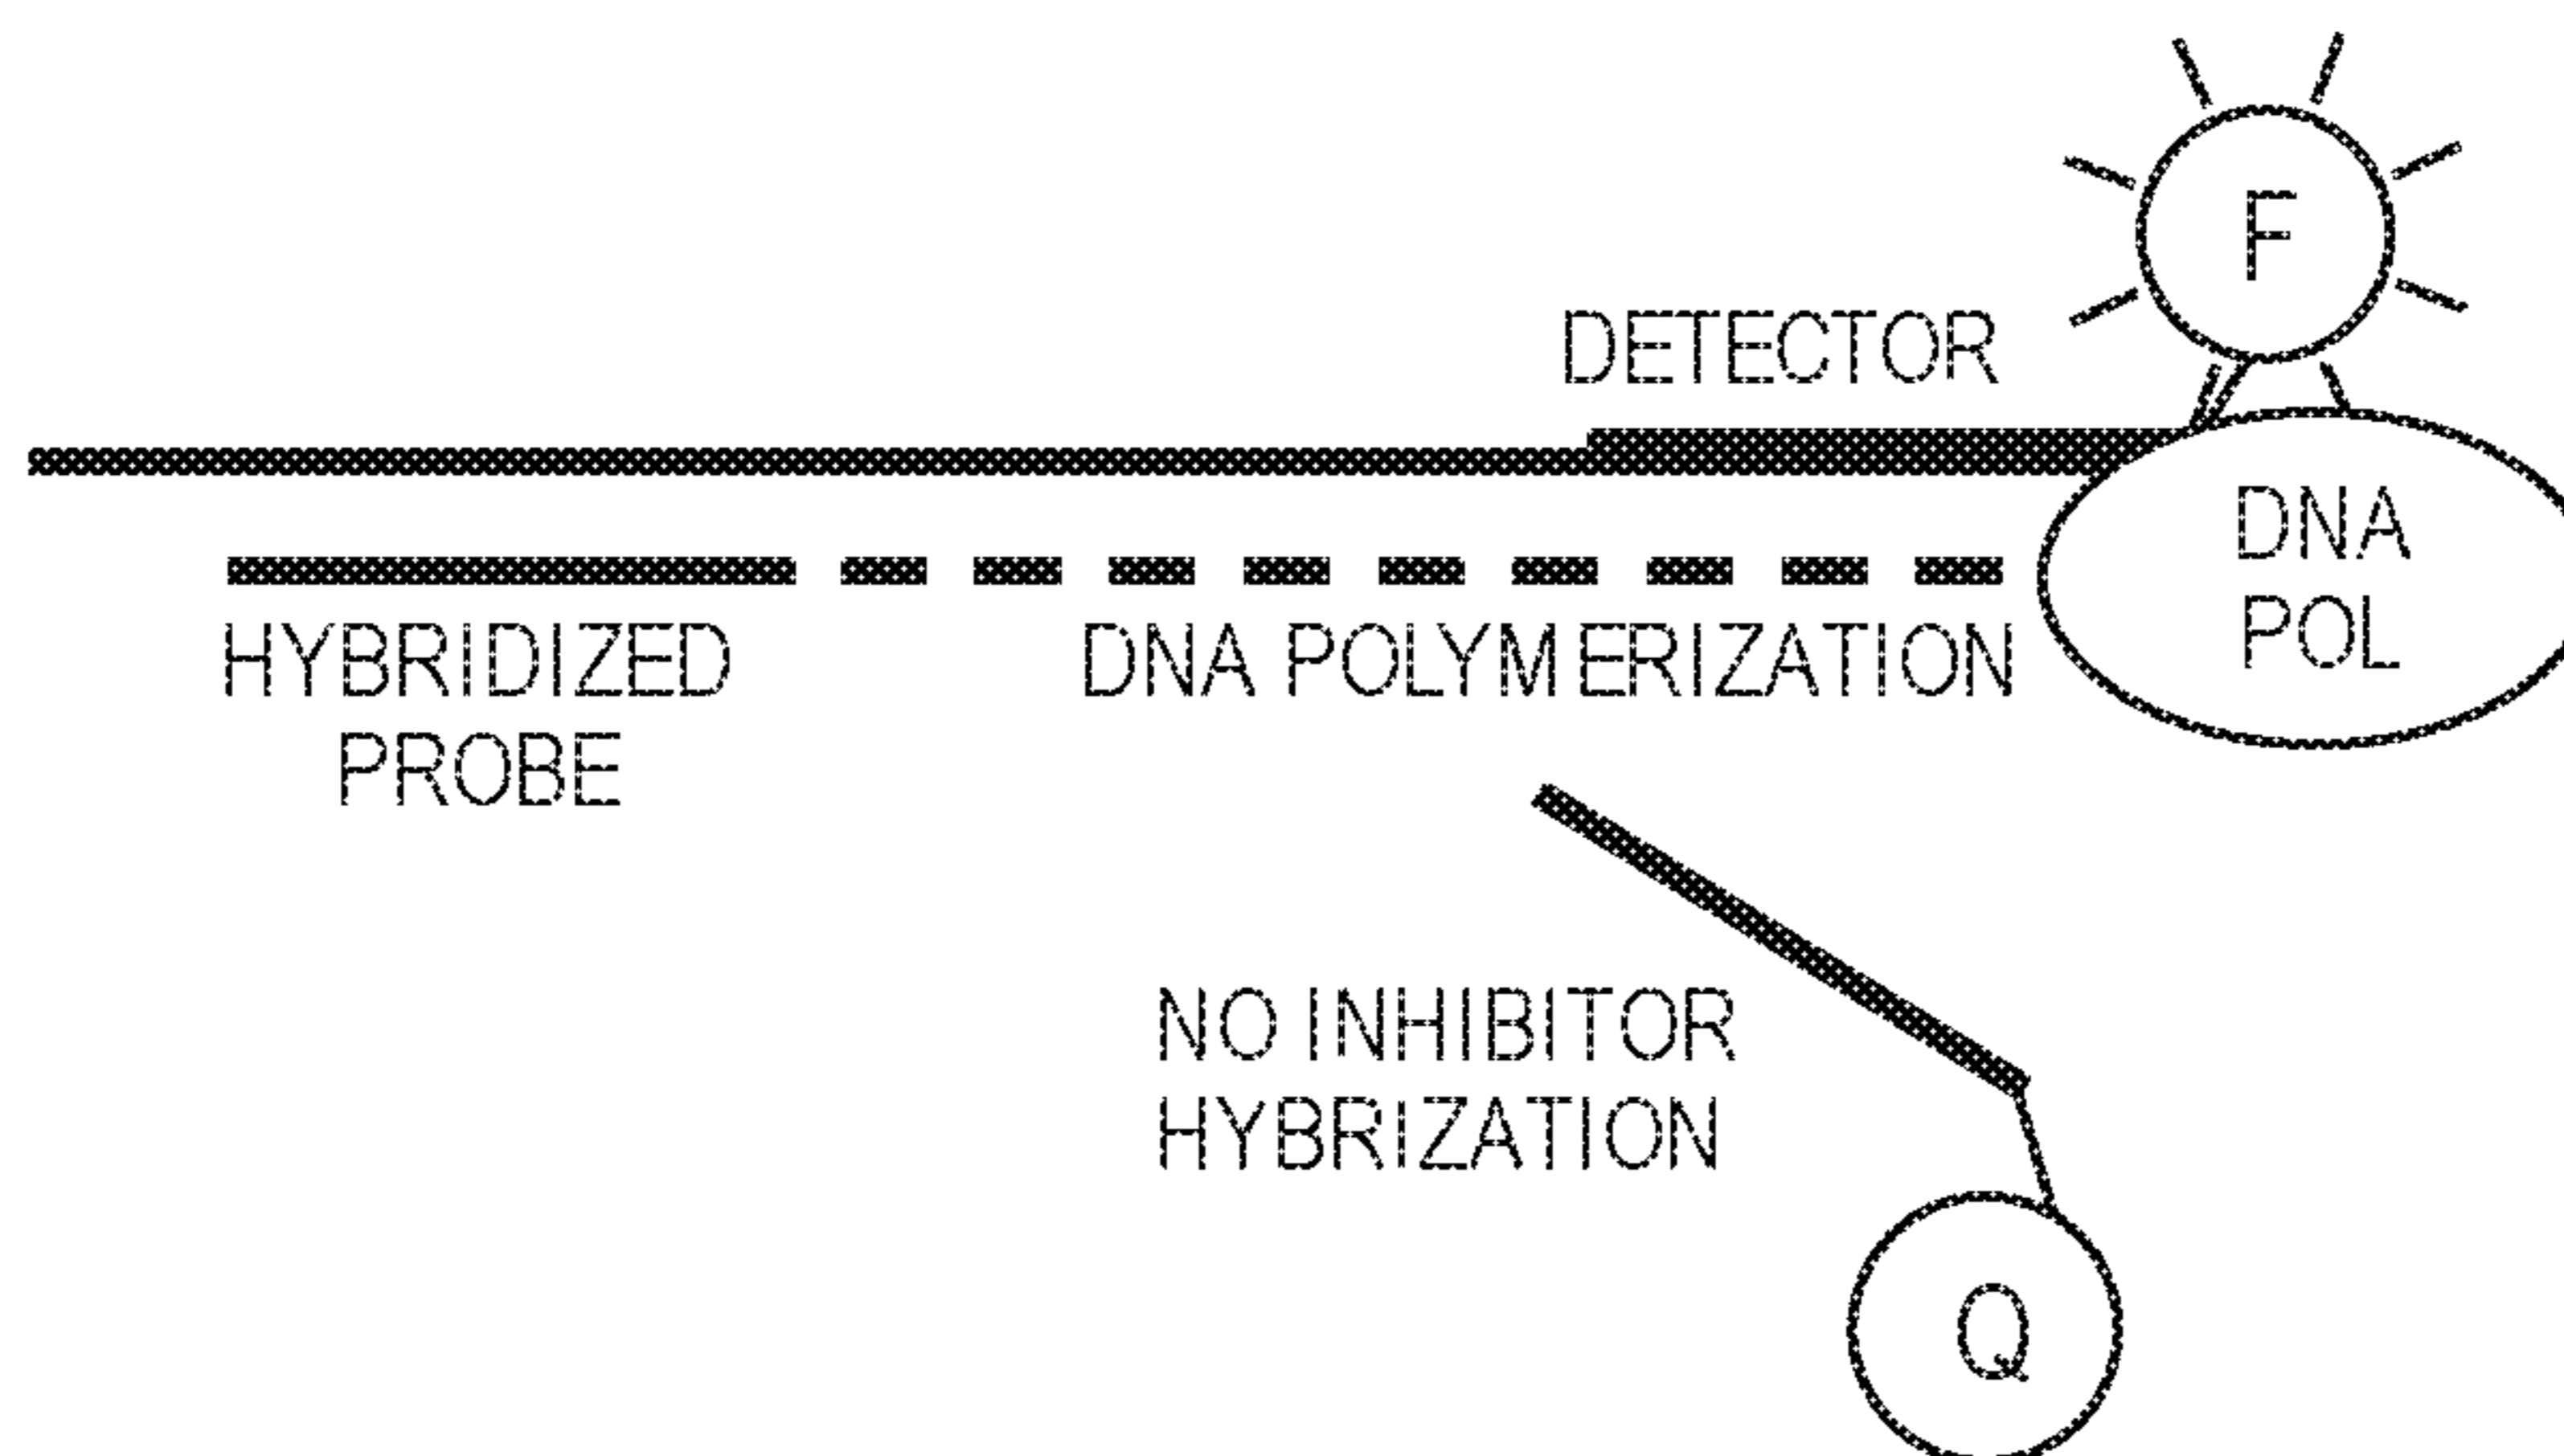 F
DETECTOR
DNA
POL
HYBRIDIZED
PROBE
DNA POLYMERIZATION
NO INHIBITOR
HYBRIZATION
Q